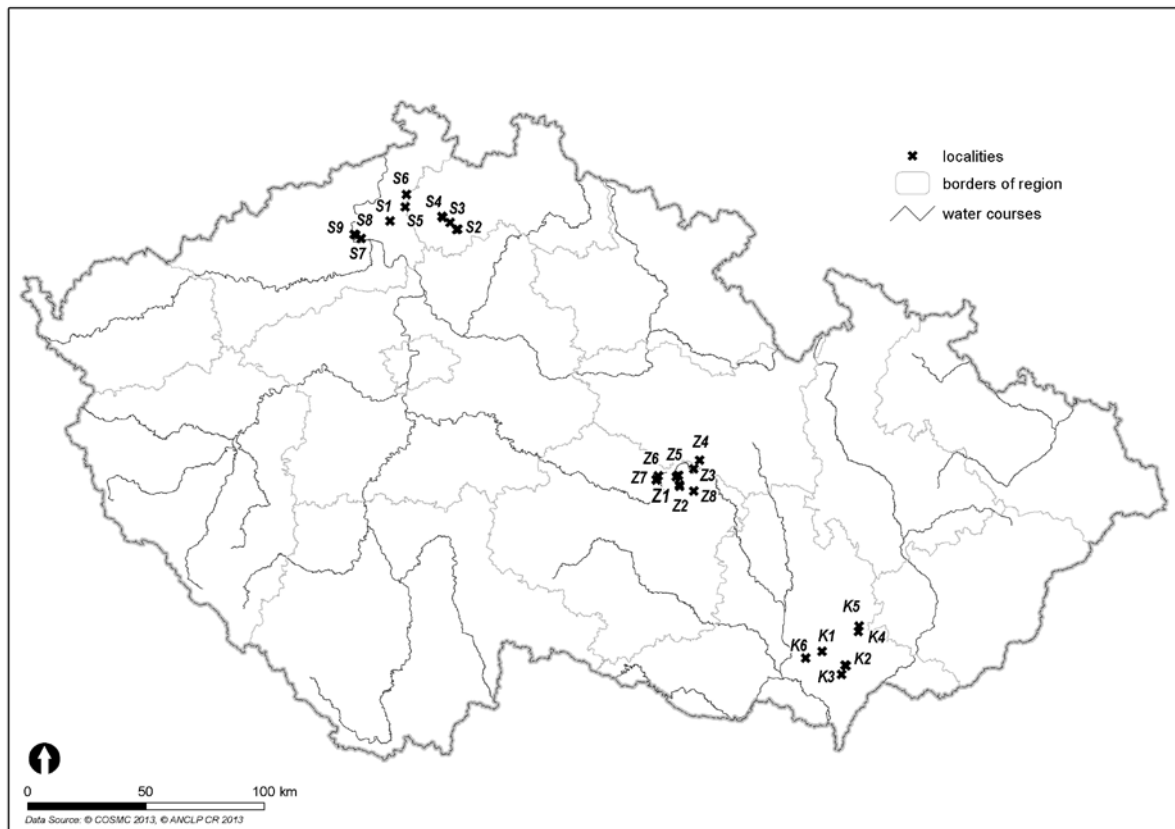 localities
borders of region
water courses
S6
S4
S3
S1
S8
S9
S5
S2
S7
Z4
Z5
Z6
Z3
Z7
Z1
Z8
Z2
K5
K1
K4
K6
K2
K3
0 50 100 km
Data Source: © COSMC 2013, © ANCLP CR 2013